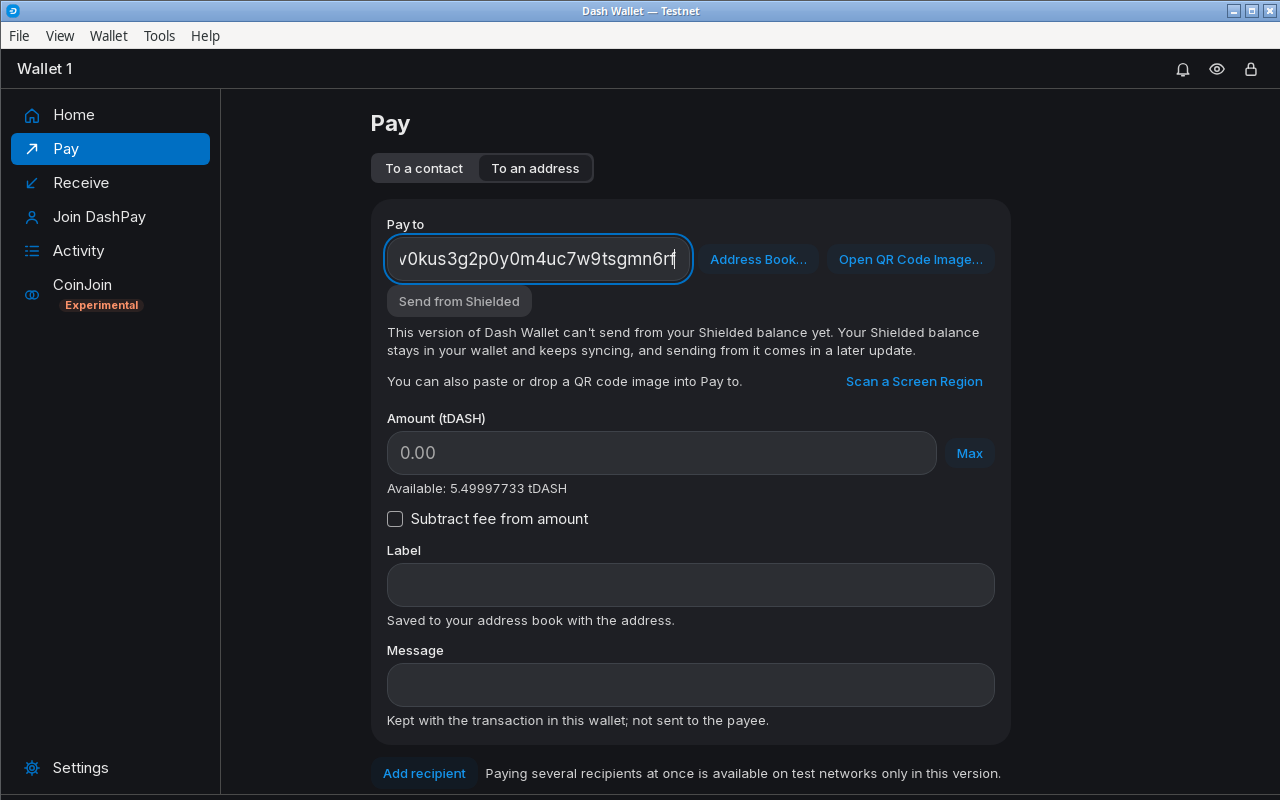 Dash Wallet — Testnet
File View Wallet Tools Help
Wallet 1
Home
Pay
Receive
Join DashPay
Activity
CoinJoin
Experimental
Settings
Pay
To a contact To an address
Pay to
v0kus3g2p0y0m4uc7w9tsgmn6rf Address Book... Open QR Code Image...
Send from Shielded
This version of Dash Wallet can't send from your Shielded balance yet. Your Shielded balance
stays in your wallet and keeps syncing, and sending from it comes in a later update.
You can also paste or drop a QR code image into Pay to. Scan a Screen Region
Amount (tDASH)
0.00 Max
Available: 5.49997733 tDASH
Subtract fee from amount
Label
Saved to your address book with the address.
Message
Kept with the transaction in this wallet; not sent to the payee.
Add recipient Paying several recipients at once is available on test networks only in this version.